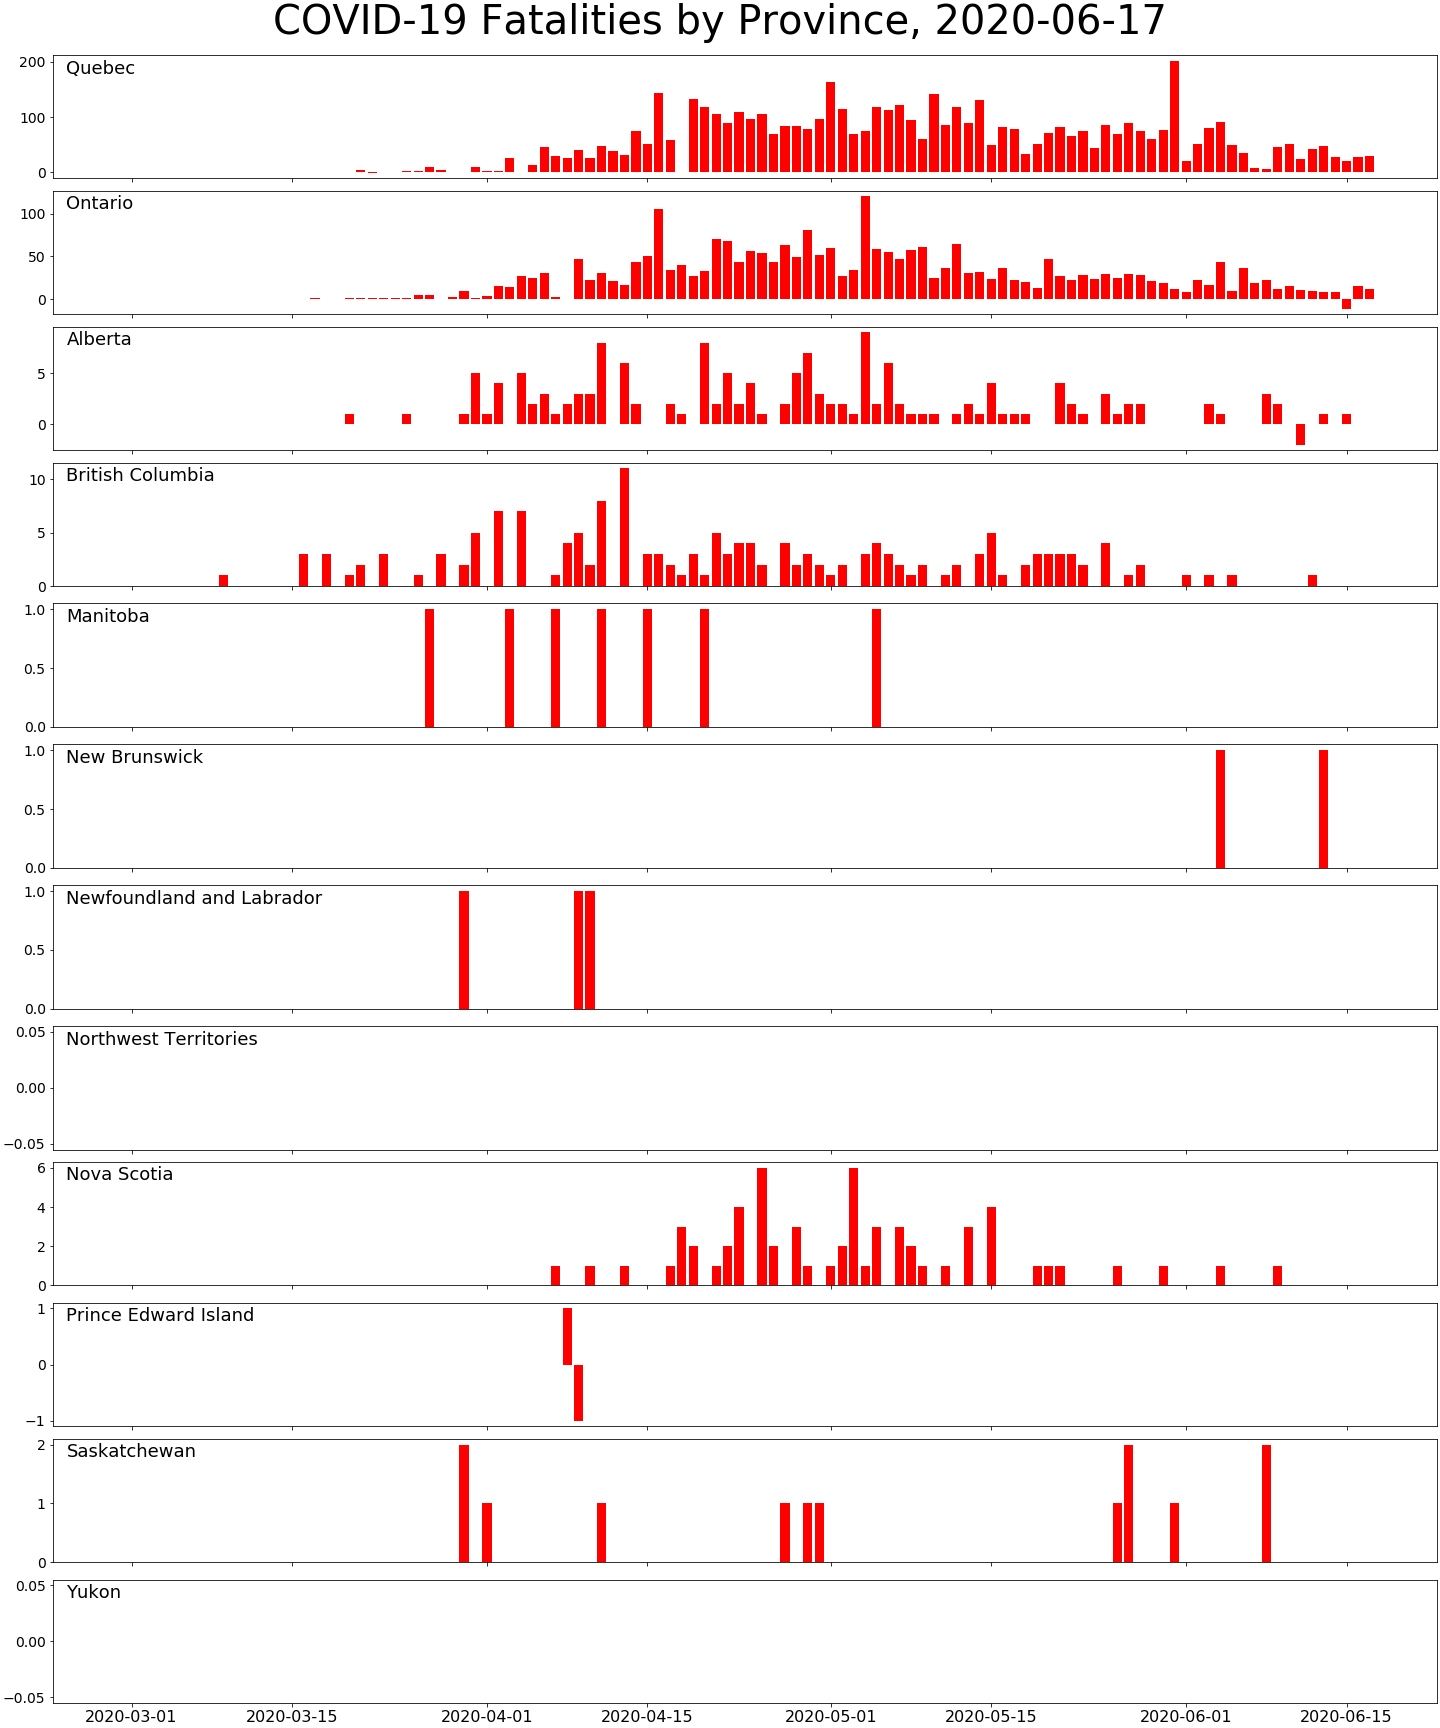 COVID-19 Fatalities by Province, 2020-06-17
200
Quebec
100
0
Ontario
100
50
0
Alberta
5
0
British Columbia
10
5
0
1.0
Manitoba
0.5
0.0
1.0
New Brunswick
0.5
0.0
1.0
Newfoundland and Labrador
0.5
0.0
0.05
Northwest Territories
0.00
−0.05
6
Nova Scotia
4
2
0
1
Prince Edward Island
0
−1
2
Saskatchewan
1
0
0.05
Yukon
0.00
−0.05
2020-03-01 2020-03-15 2020-04-01 2020-04-15 2020-05-01 2020-05-15 2020-06-01 2020-06-15